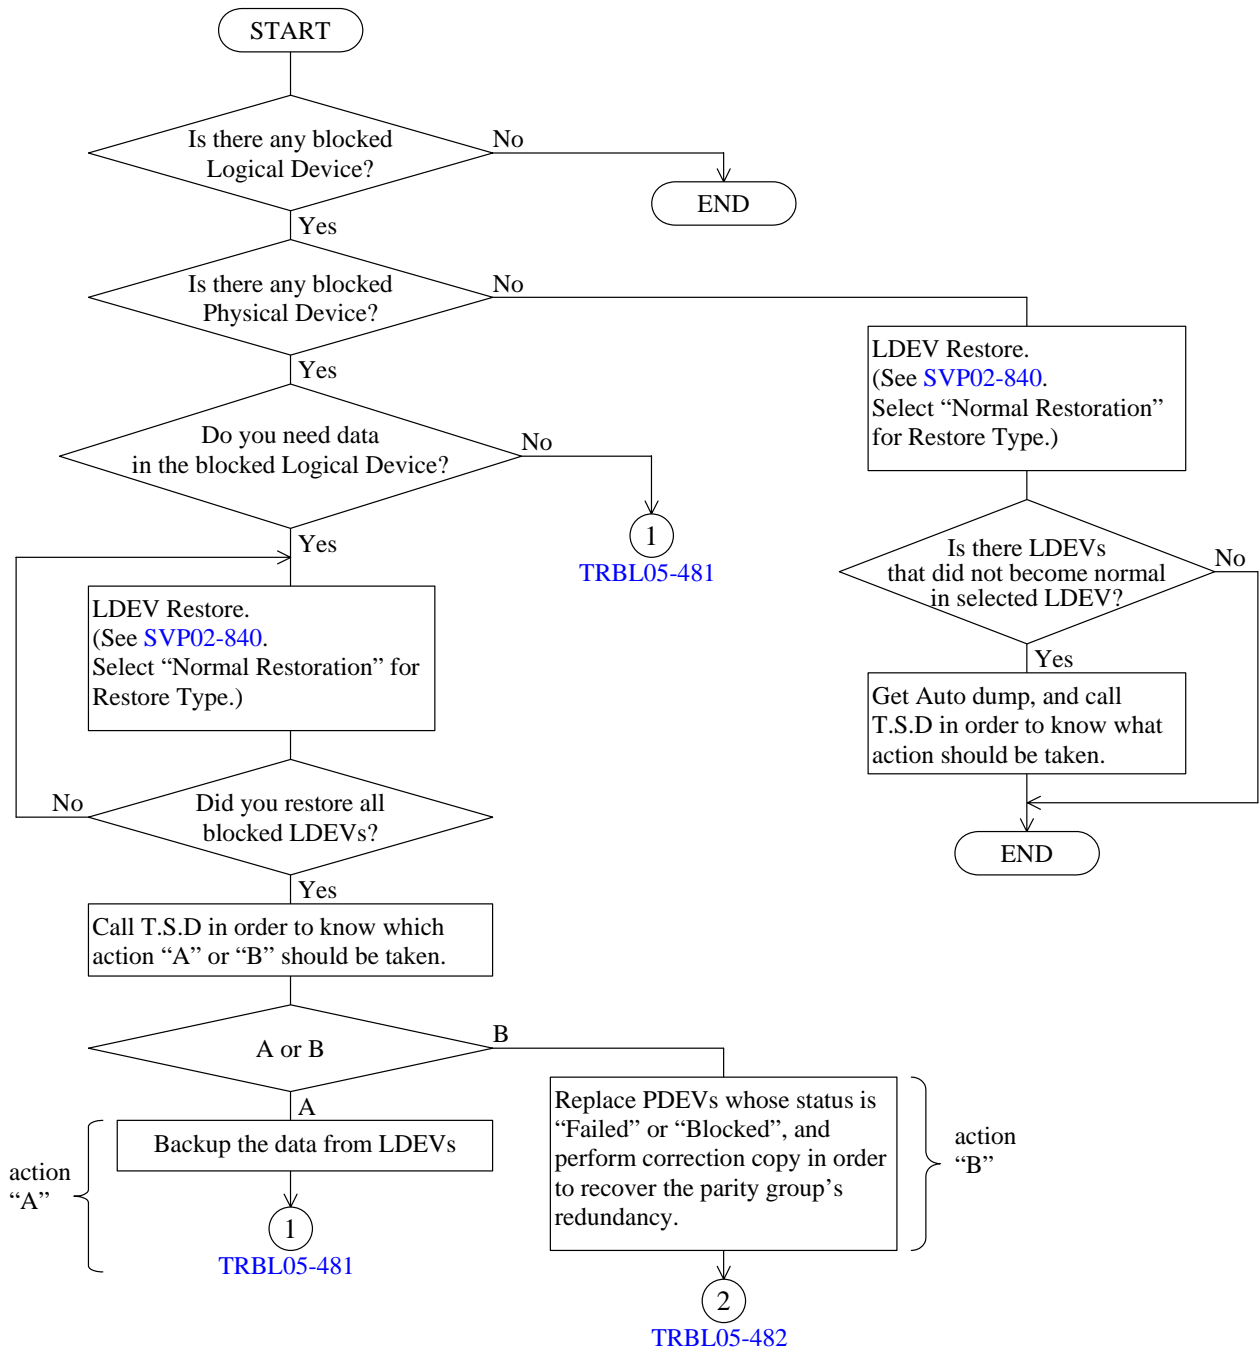 START
Is there any blocked
Logical Device?
No
END
Yes
Is there any blocked
Physical Device?
No
Yes
LDEV Restore.
(See SVP02-840.
Select “Normal Restoration”
for Restore Type.)
Do you need data
in the blocked Logical Device?
No
1
TRBL05-481
Yes
Is there LDEVs
that did not become normal
in selected LDEV?
No
Yes
LDEV Restore.
(See SVP02-840.
Select “Normal Restoration” for
Restore Type.)
Get Auto dump, and call
T.S.D in order to know what
action should be taken.
END
Did you restore all
blocked LDEVs?
No
Yes
Call T.S.D in order to know which
action “A” or “B” should be taken.
A or B
B
A
Backup the data from LDEVs
action
“A”
1
TRBL05-481
Replace PDEVs whose status is
“Failed” or “Blocked”, and
perform correction copy in order
to recover the parity group’s
redundancy.
action
“B”
2
TRBL05-482